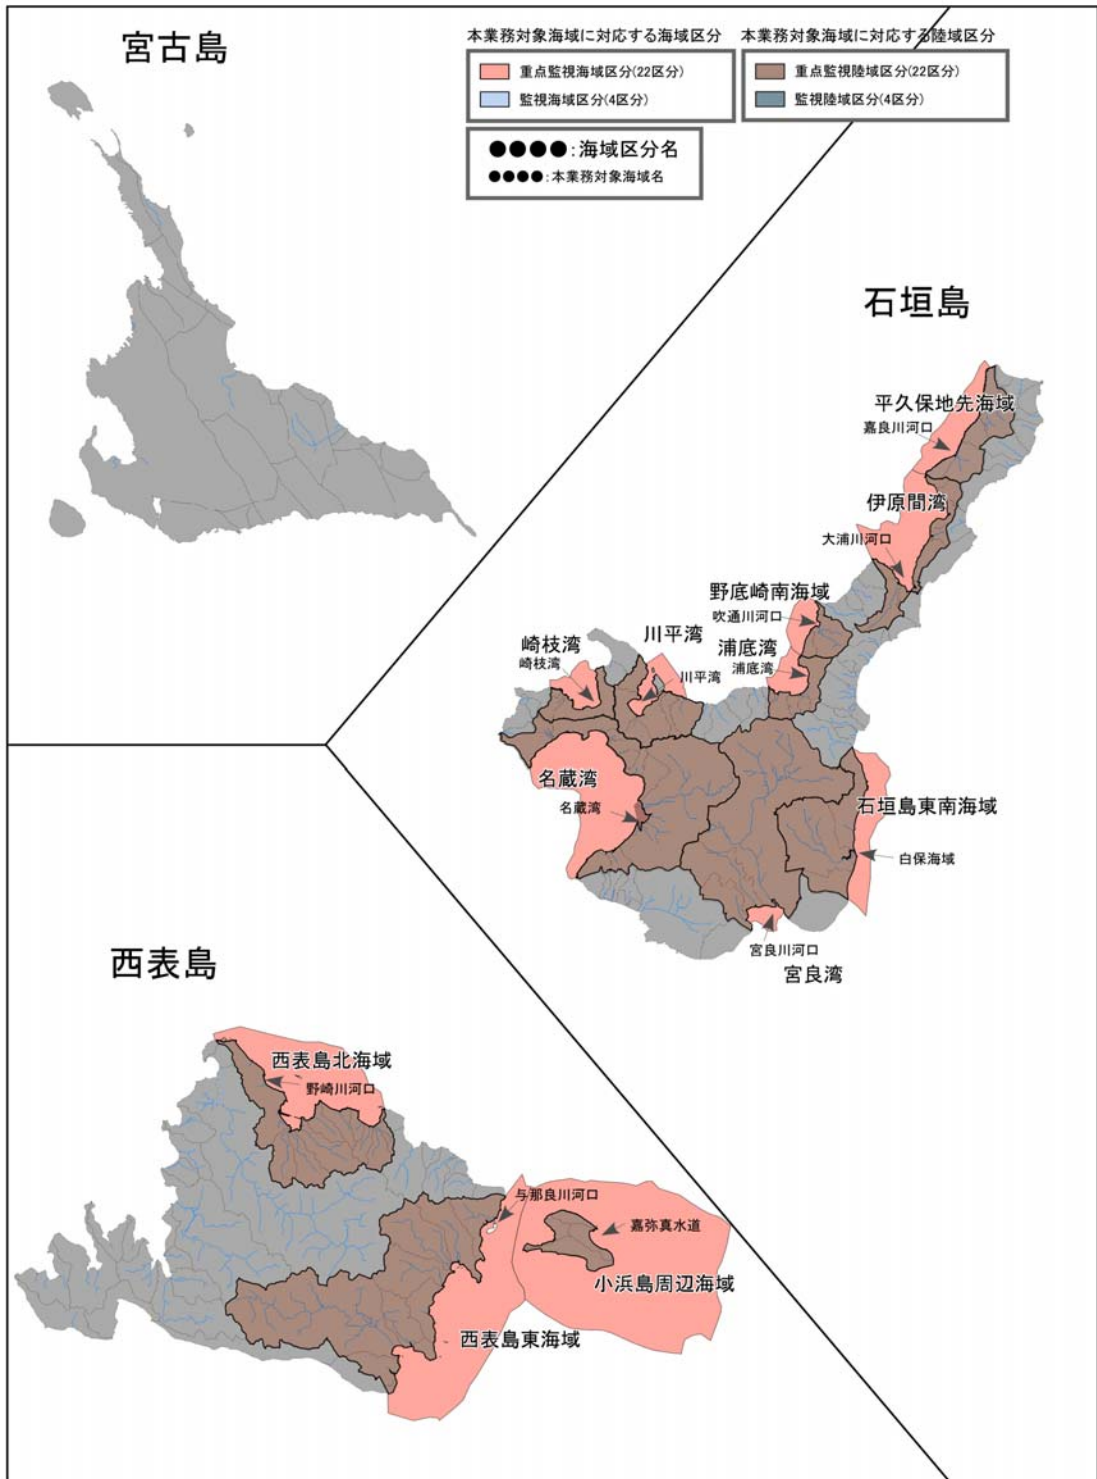 宮古島
本業務対象海域に対応する海域区分
重点監視海域区分(22区分)
監視海域区分(4区分)
本業務対象海域に対応する陸域区分
重点監視陸域区分(22区分)
監視陸域区分(4区分)
●●●●:海域区分名
●●●●:本業務対象海域名
石垣島
平久保地先海域
嘉良川河口
伊原間湾
大浦川河口
野底崎南海域
吹通川河口
川平湾
崎枝湾
浦底湾
崎枝湾
浦底湾
川平湾
名蔵湾
名蔵湾
石垣島東南海域
白保海域
宮良川河口
宮良湾
西表島
西表島北海域
野崎川河口
与那良川河口
嘉弥真水道
小浜島周辺海域
西表島東海域